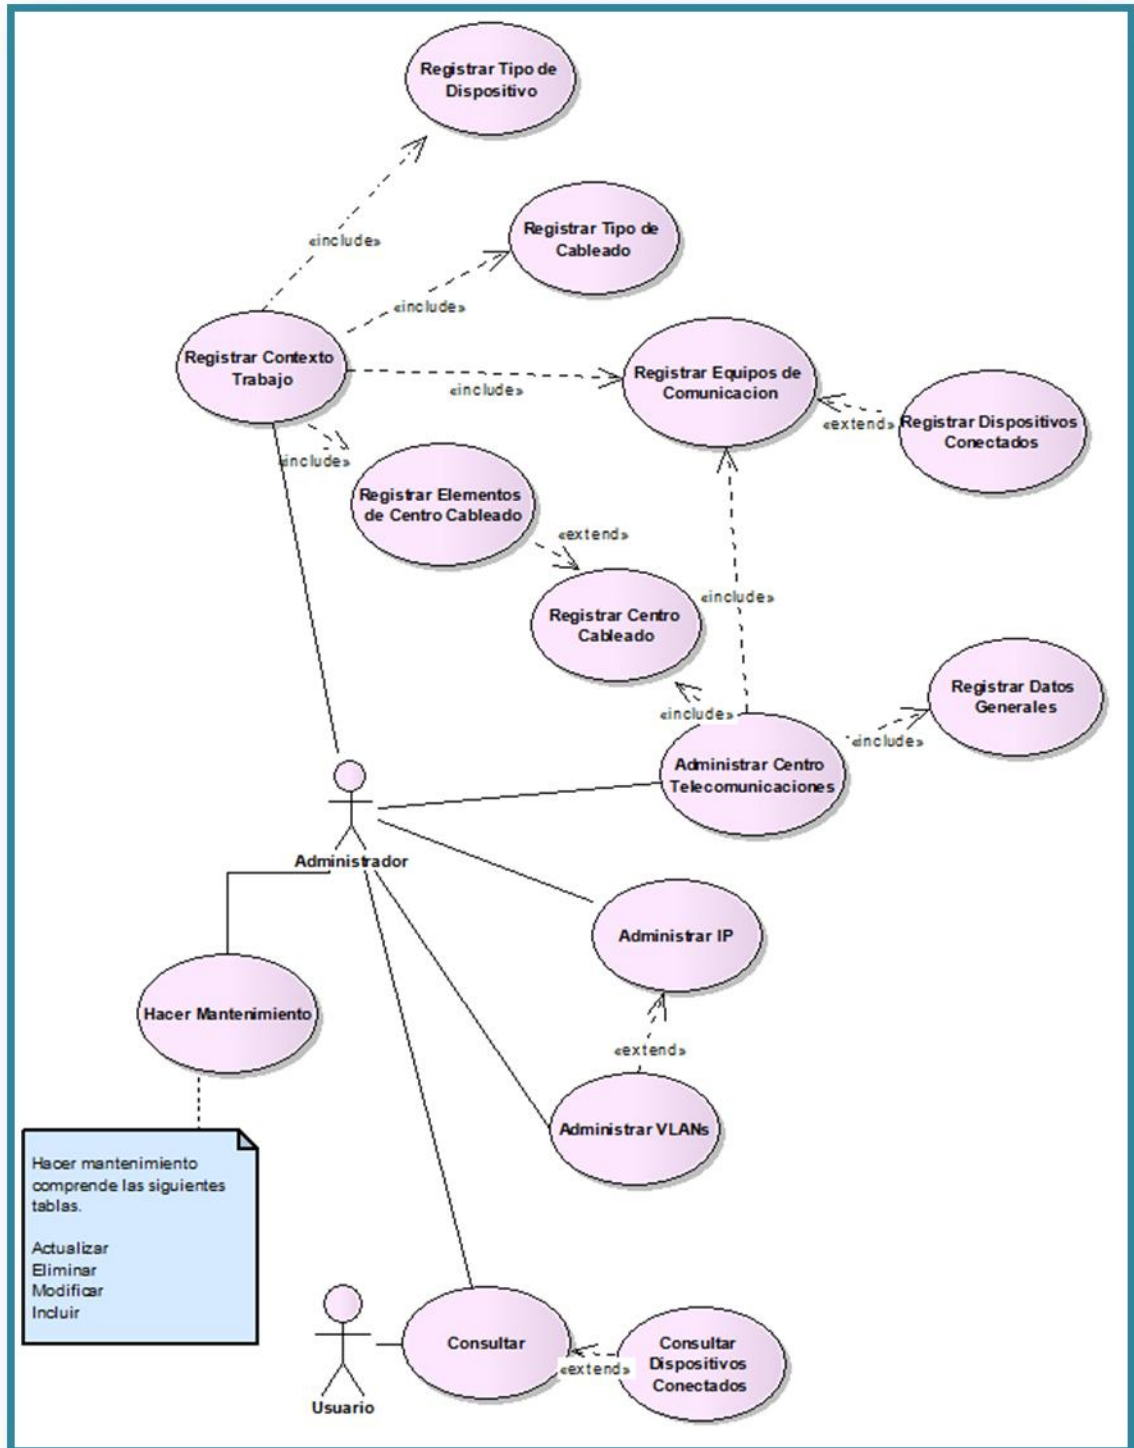 Registrar Tipo de
Dispositivo
«include»
Registrar Tipo de
Cableado
«include»
Registrar Contexto
Trabajo
Registrar Equipos de
Comunicacion
«include»
«extend»
Registrar Dispositivos
Conectados
«include»
Registrar Elementos
de Centro Cableado
«extend»
«include»
Registrar Centro
Cableado
Registrar Datos
Generales
«include»
«include»
Administrar Centro
Telecomunicaciones
Administrador
Administrar IP
Hacer Mantenimiento
«extend»
Administrar VLANs
Hacer mantenimiento
comprende las siguientes
tablas.
Actualizar
Eliminar
Modificar
Incluir
Consultar
«extend»
Consultar
Dispositivos
Conectados
Usuario